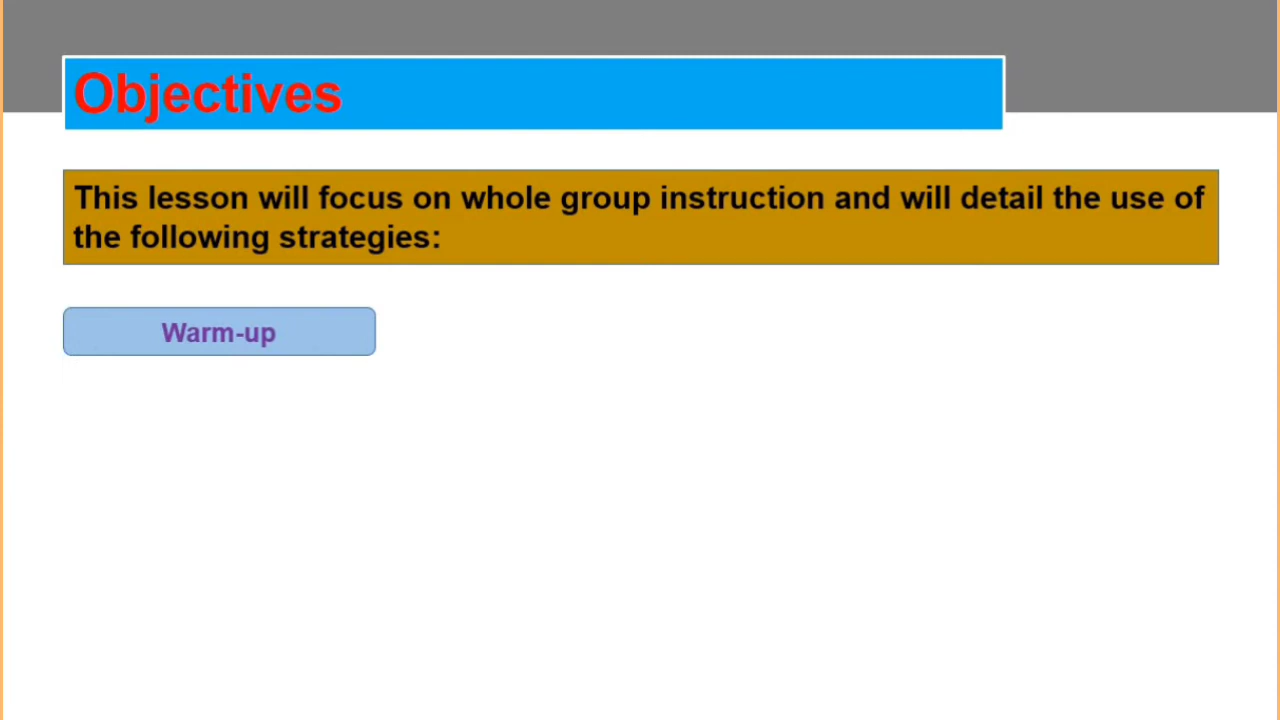 Objectives
This lesson will focus on whole group instruction and will detail the use of
the following strategies:
Warm-up